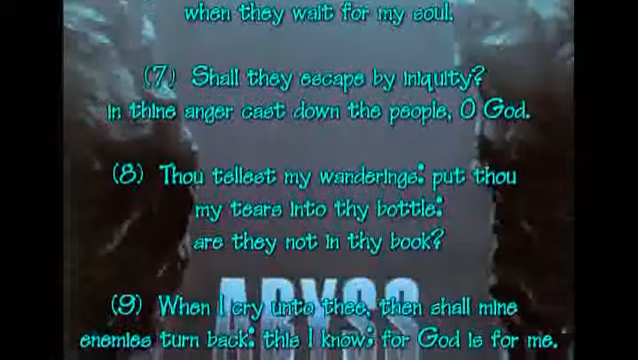 when they wait for my soul.
(7) Shall they escape by iniquity?
in thine anger cast down the people, O God.
(8) Thou tellest my wanderings: put thou
my tears into thy bottle:
are they not in thy book?
ABYSS
(9) When I cry unto thee, then shall mine
enemies turn back: this I know; for God is for me.